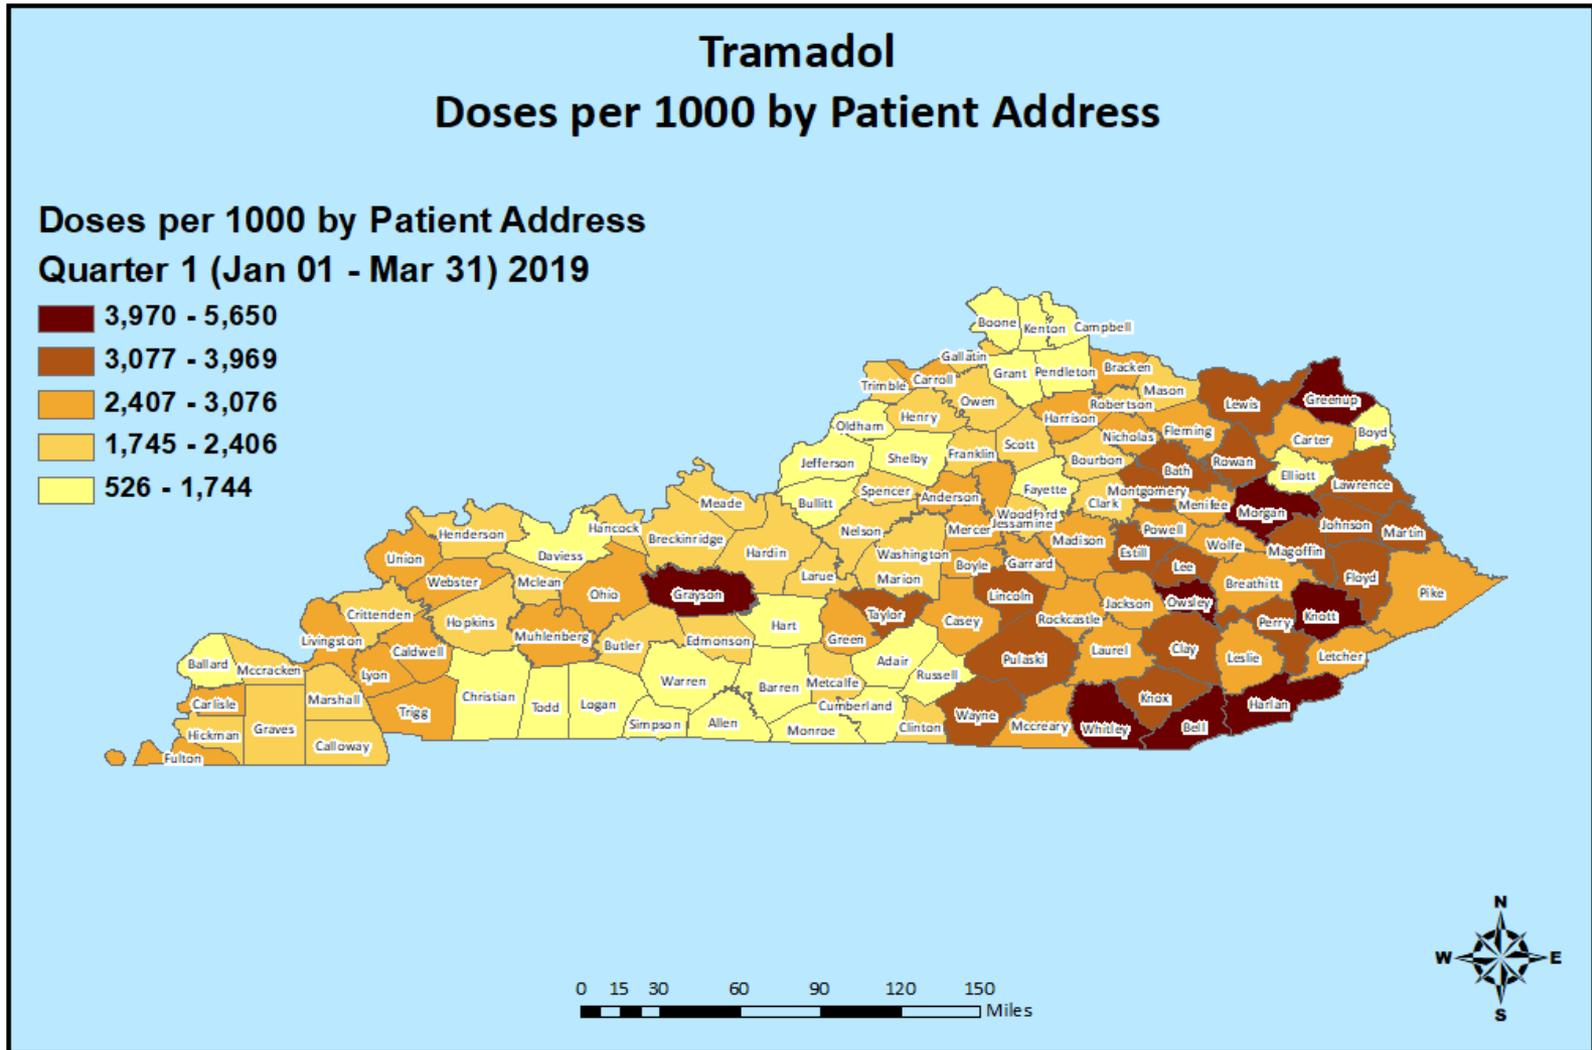 Tramadol
Doses per 1000 by Patient Address
Doses per 1000 by Patient Address
Quarter 1 (Jan 01 - Mar 31) 2019
3,970 - 5,650
3,077 - 3,969
2,407 - 3,076
1,745 - 2,406
526 - 1,744
Boone Kenton Campbell
Gallatin
Grant Pendleton Bracken
Trimble Carroll Mason
Owen Robertson Lewis Greenup
Henry Harrison
Oldham Nicholas Fleming Carter Boyd
Scott
Jefferson Shelby Franklin Bourbon Bath Rowan Elliott
Lawrence
Bullitt Spencer Anderson Fayette Clark Montgomery Menifee Morgan
Meade Woodford
Henderson Hancock Nelson Mercer Jessamine Madison Powell Johnson Martin
Daviess Breckinridge
Union Hardin Washington Estill Wolfe Magoffin
Boyle Garrard Lee
Webster Mclean Larue Marion Breathitt Floyd
Ohio Grayson Lincoln Jackson Owsley Pike
Crittenden Hopkins Hart Taylor Casey Rockcastle Perry Knott
Livingston Muhlenberg Edmonson Green
Caldwell Butler Laurel Clay Leslie Letcher
Ballard Mccracken Adair Pulaski
Lyon Warren Barren Metcalfe Russell
Carlisle Marshall Christian Todd Logan Cumberland Knox Harlan
Trigg Wayne
Hickman Graves Simpson Allen Monroe Clinton Mccreary Whitley Bell
Calloway
Fulton
N
W E
S
0 15 30 60 90 120 150
Miles